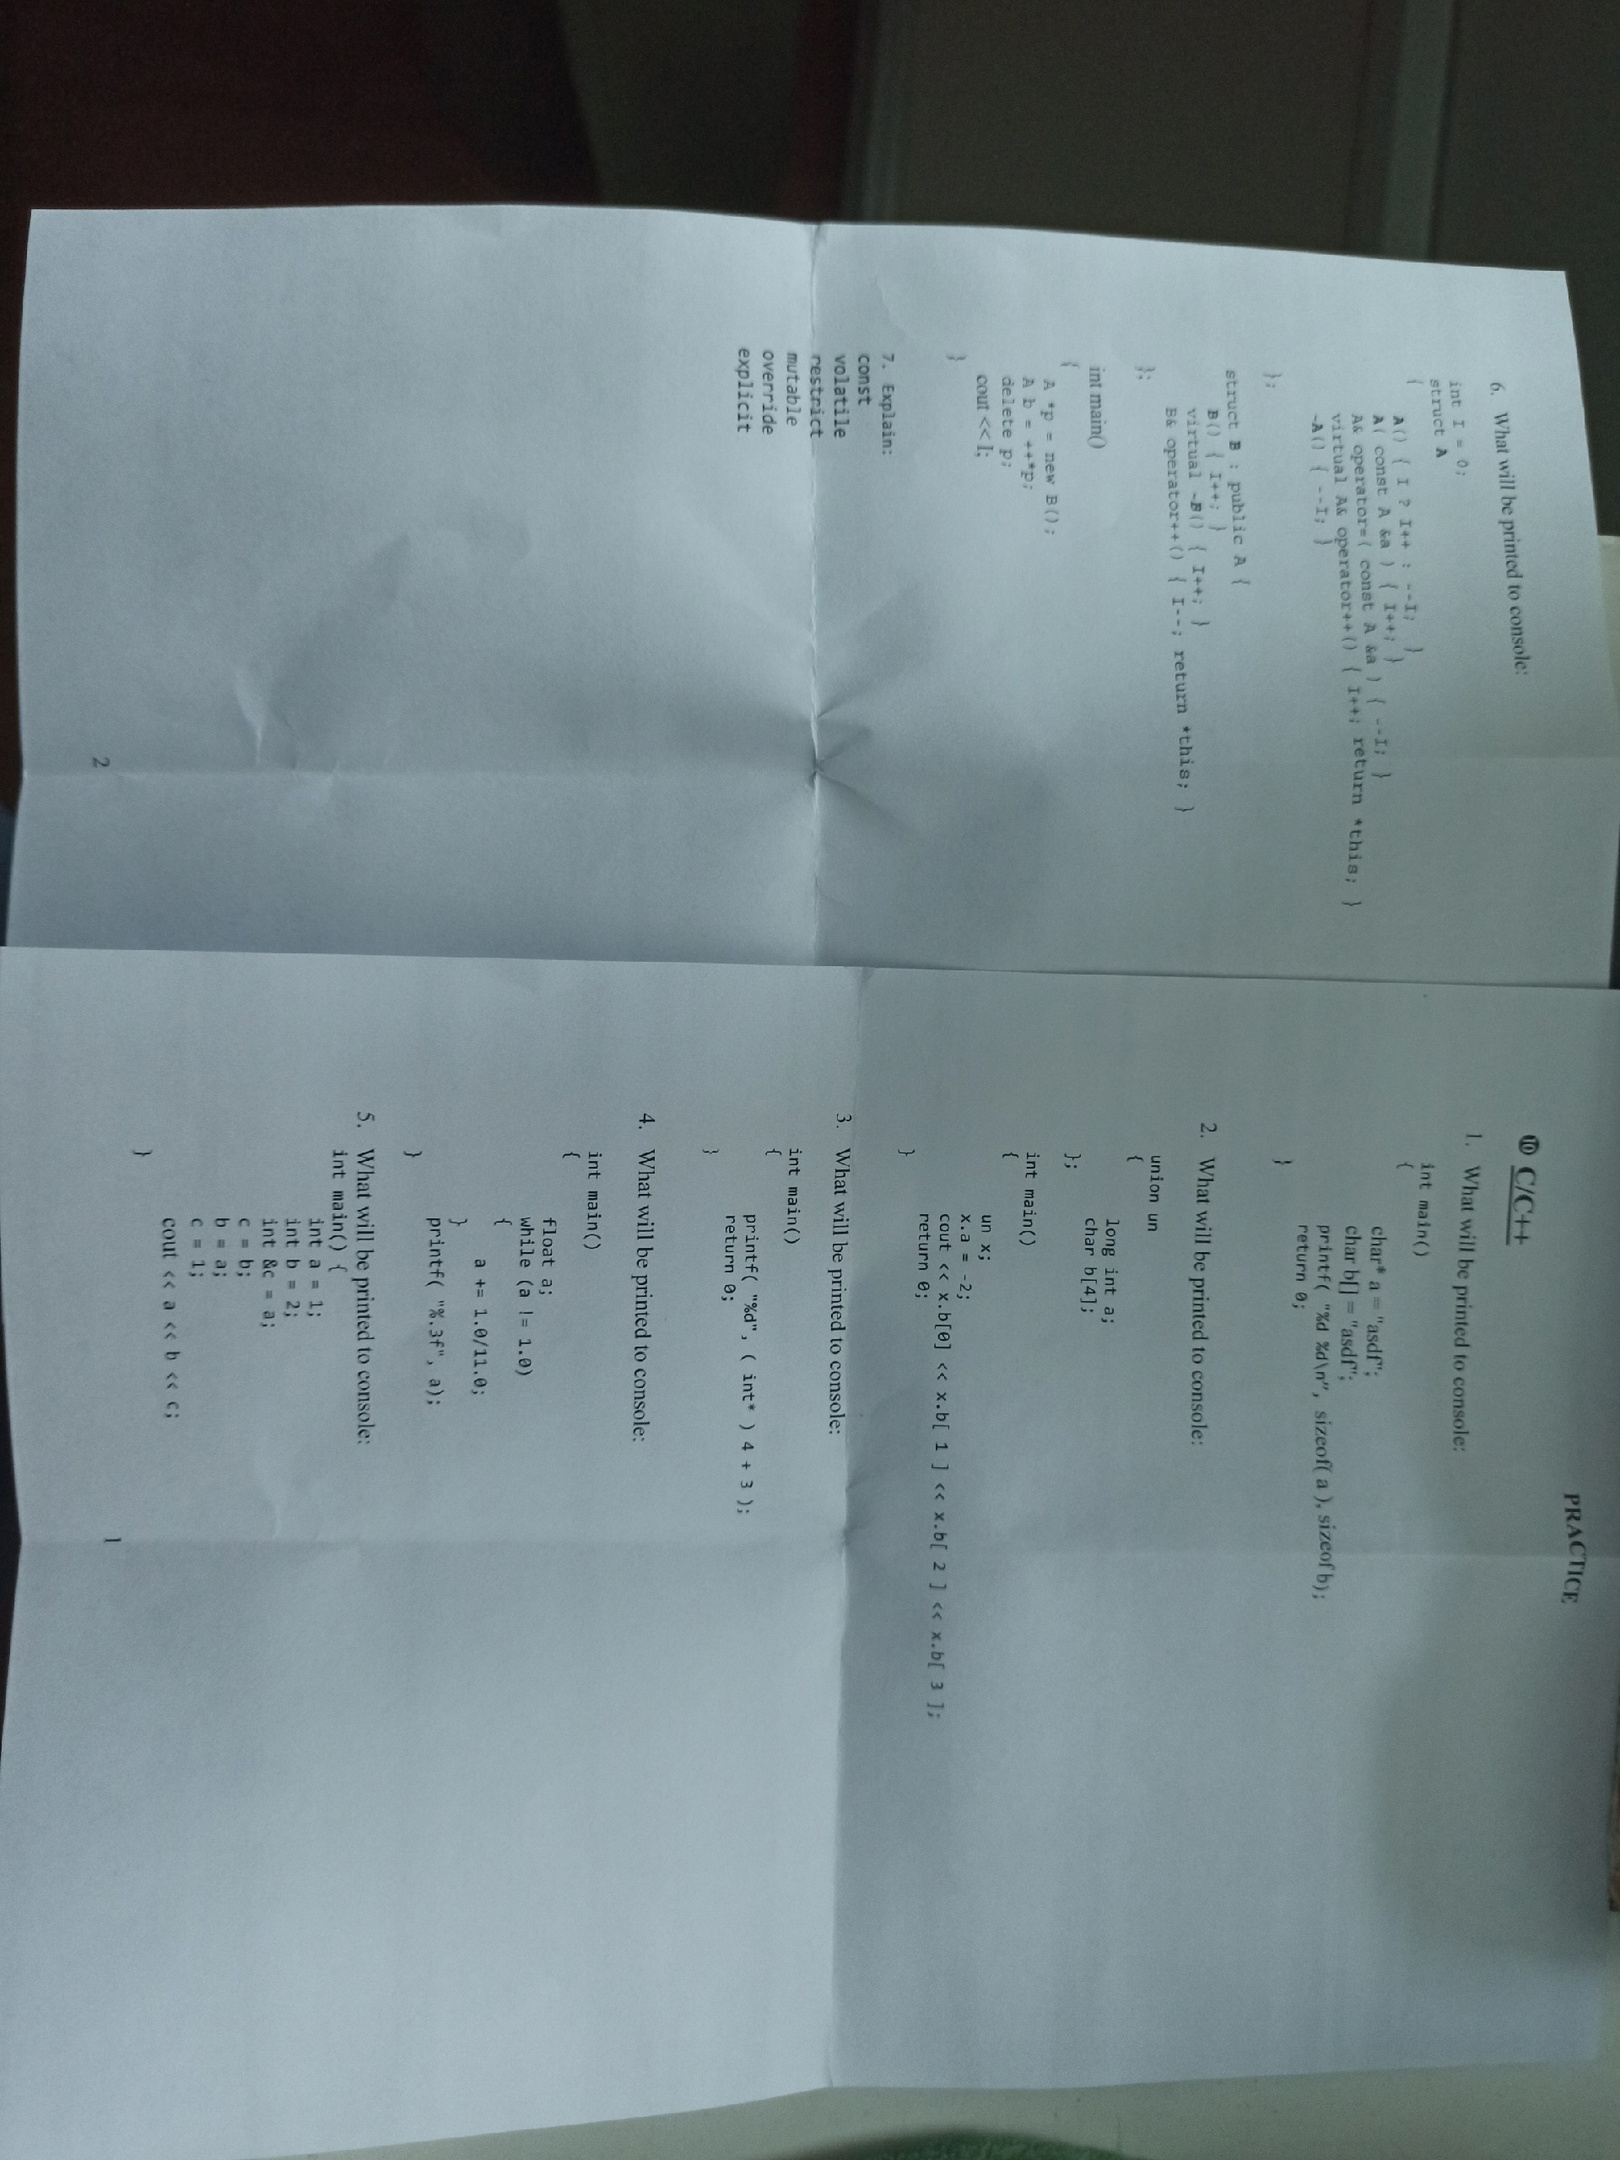 PRACTICE
⓾ C/C++
1. What will be printed to console:
int main()
{
char* a = "asdf";
char b[] = "asdf";
printf( "%d %d\n", sizeof( a ), sizeof b);
return 0;
}
2. What will be printed to console:
union un
{
long int a;
char b[4];
};
int main()
{
un x;
x.a = -2;
cout << x.b[0] << x.b[ 1 ] << x.b[ 2 ] << x.b[ 3 ];
return 0;
}
3. What will be printed to console:
int main()
{
printf( "%d", ( int* ) 4 + 3 );
return 0;
}
4. What will be printed to console:
int main()
{
float a;
while (a != 1.0)
{
a += 1.0/11.0;
}
printf( "%.3f", a);
}
5. What will be printed to console:
int main() {
int a = 1;
int b = 2;
int &c = a;
c = b;
b = a;
c = 1;
cout << a << b << c;
}
1
6. What will be printed to console:
int I = 0;
struct A
{
A() { I ? I++ : --I; }
A( const A &a ) { I++; }
A& operator=( const A &a ) { --I; }
virtual A& operator++() { I++; return *this; }
~A() { --I; }
};
struct B : public A {
B() { I++; }
virtual ~B() { I++; }
B& operator++() { I--; return *this; }
};
int main()
{
A *p = new B();
A b = ++*p;
delete p;
cout << I;
}
7. Explain:
const
volatile
restrict
mutable
override
explicit
2